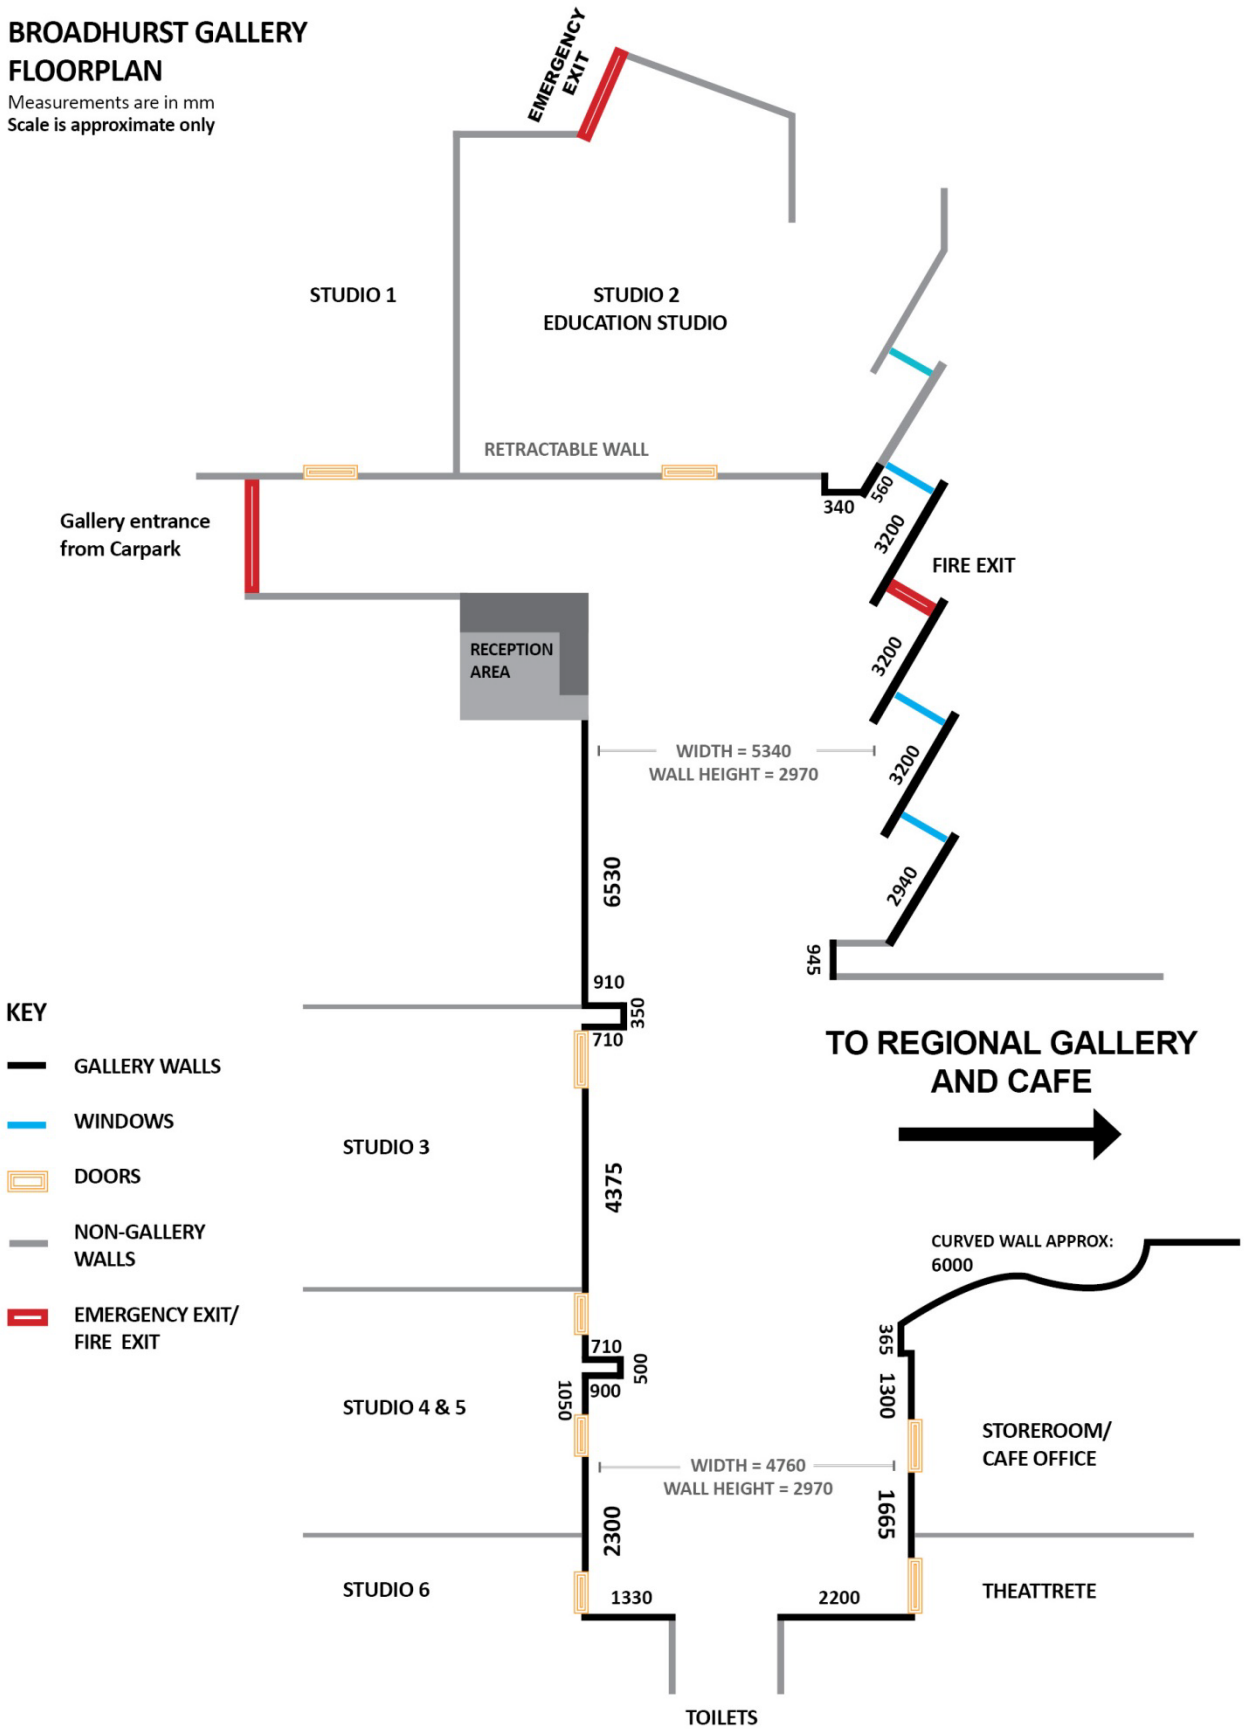 BROADHURST GALLERY
FLOORPLAN
Measurements are in mm
Scale is approximate only
EMERGENCY
EXIT
STUDIO 1
STUDIO 2
EDUCATION STUDIO
RETRACTABLE WALL
340
560
3200
Gallery entrance
from Carpark
FIRE EXIT
RECEPTION
AREA
3200
WIDTH = 5340
WALL HEIGHT = 2970
3200
6530
2940
945
910
350
710
KEY
GALLERY WALLS
WINDOWS
DOORS
NON-GALLERY
WALLS
EMERGENCY EXIT/
FIRE EXIT
TO REGIONAL GALLERY
AND CAFE
STUDIO 3
4375
CURVED WALL APPROX:
6000
365
710
500
900
1050
1300
STUDIO 4 & 5
STOREROOM/
CAFE OFFICE
WIDTH = 4760
WALL HEIGHT = 2970
2300
1665
STUDIO 6
1330
2200
THEATTRETE
TOILETS